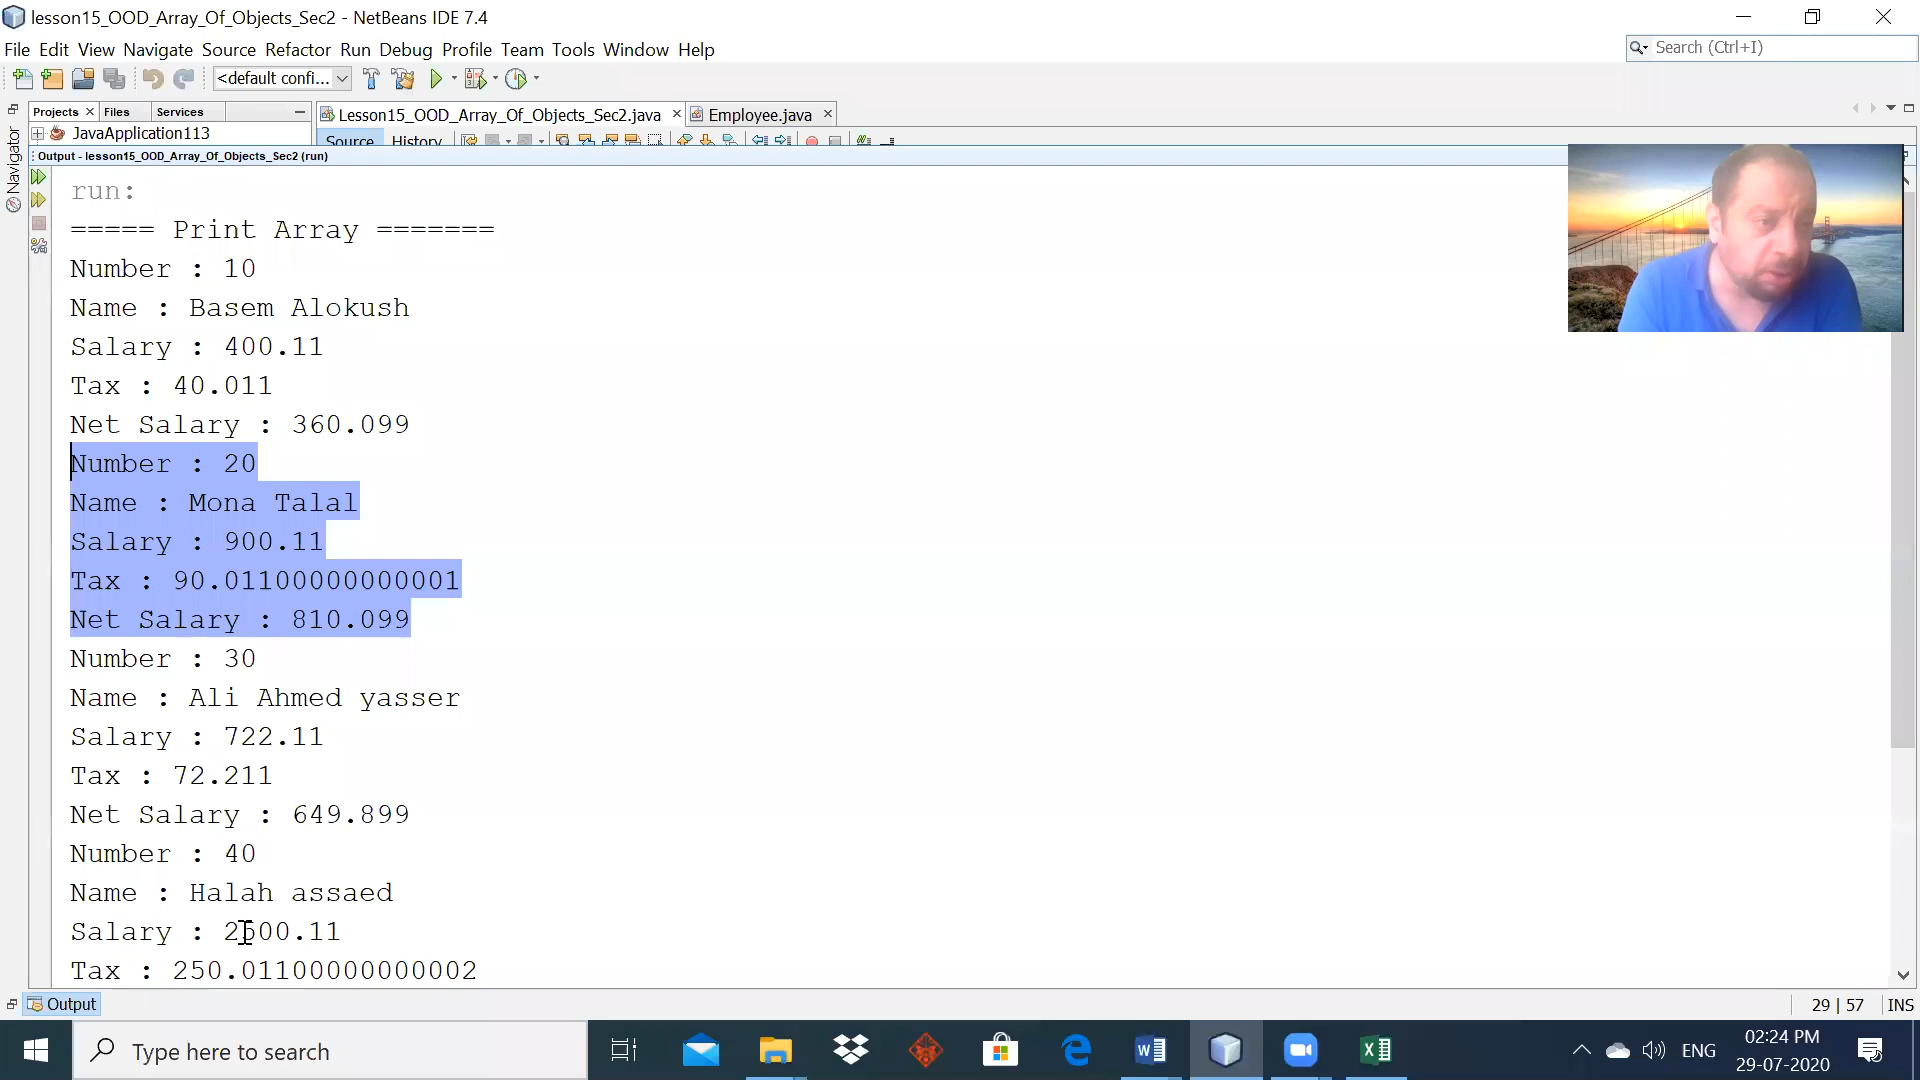 lesson15_OOD_Array_Of_Objects_Sec2 - NetBeans IDE 7.4
File Edit View Navigate Source Refactor Run Debug Profile Team Tools Window Help
Search (Ctrl+I)
<default confi...
Projects Files Services
Lesson15_OOD_Array_Of_Objects_Sec2.java Employee.java
JavaApplication113
Source History
Navigator
Output - lesson15_OOD_Array_Of_Objects_Sec2 (run)
run:
===== Print Array =======
Number : 10
Name : Basem Alokush
Salary : 400.11
Tax : 40.011
Net Salary : 360.099
Number : 20
Name : Mona Talal
Salary : 900.11
Tax : 90.01100000000001
Net Salary : 810.099
Number : 30
Name : Ali Ahmed yasser
Salary : 722.11
Tax : 72.211
Net Salary : 649.899
Number : 40
Name : Halah assaed
Salary : 2500.11
Tax : 250.01100000000002
Output
29 | 57 INS
Type here to search
ENG
02:24 PM
29-07-2020